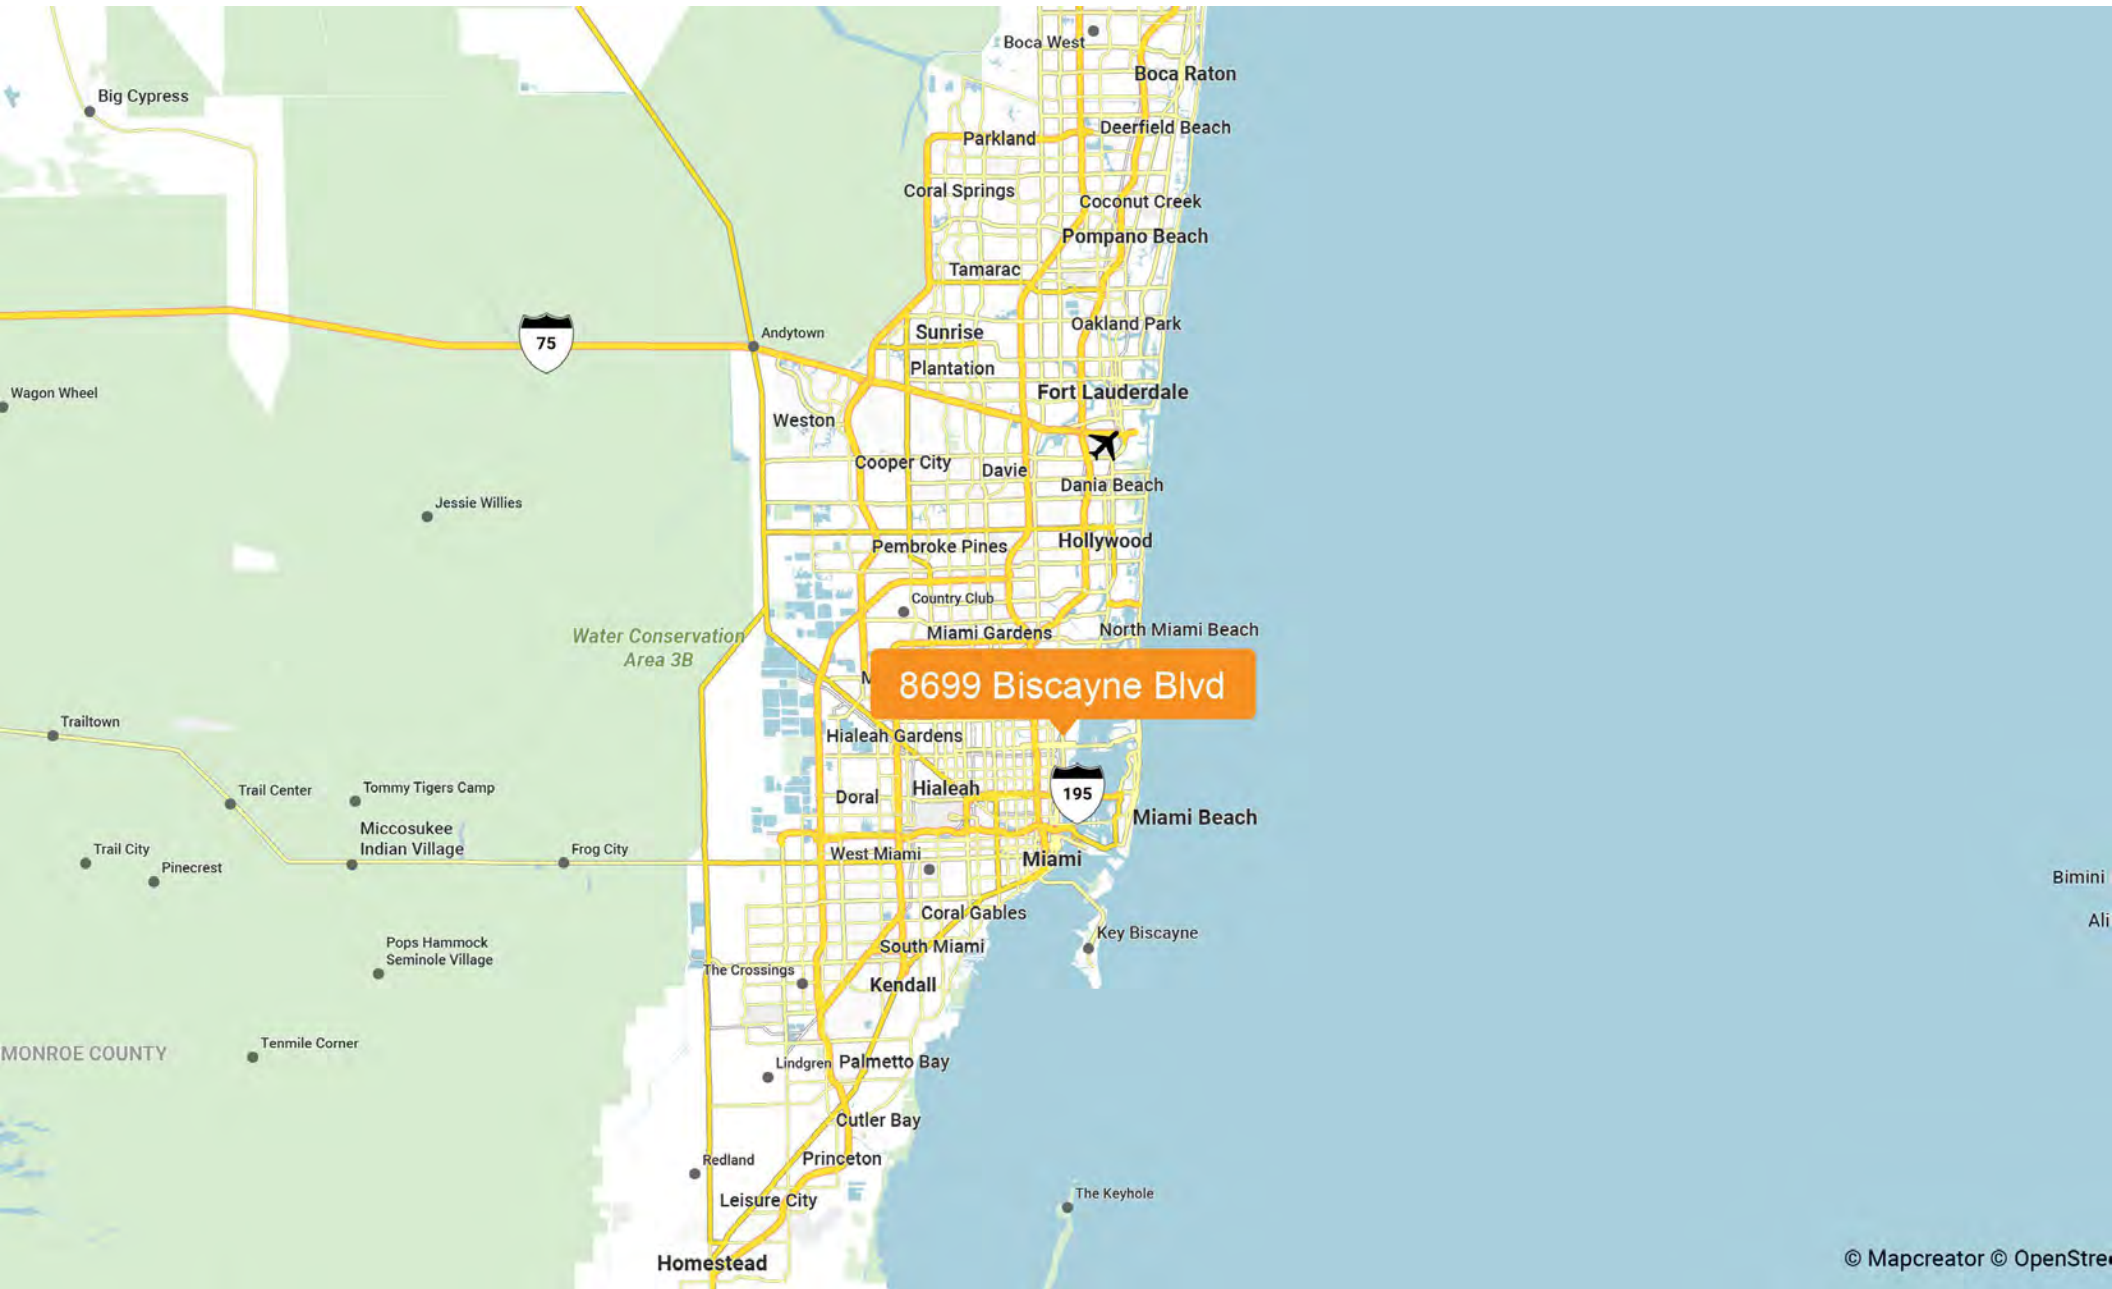 Boca West
Boca Raton
Big Cypress
Deerfield Beach
Parkland
Coral Springs
Coconut Creek
Pompano Beach
Tamarac
Oakland Park
Andytown
Sunrise
75
Plantation
Fort Lauderdale
Wagon Wheel
Weston
Cooper City
Davie
Dania Beach
Jessie Willies
Hollywood
Pembroke Pines
Country Club
North Miami Beach
Miami Gardens
Water Conservation
Area 3B
M
8699 Biscayne Blvd
Trailtown
Hialeah Gardens
Tommy Tigers Camp
Trail Center
Hialeah
195
Doral
Miami Beach
Miccosukee
Indian Village
Trail City
Frog City
West Miami
Miami
Pinecrest
Bimini
Coral Gables
Ali
Key Biscayne
Pops Hammock
Seminole Village
South Miami
The Crossings
Kendall
Tenmile Corner
MONROE COUNTY
Lindgren
Palmetto Bay
Cutler Bay
Redland
Princeton
The Keyhole
Leisure City
Homestead
© Mapcreator © OpenStre